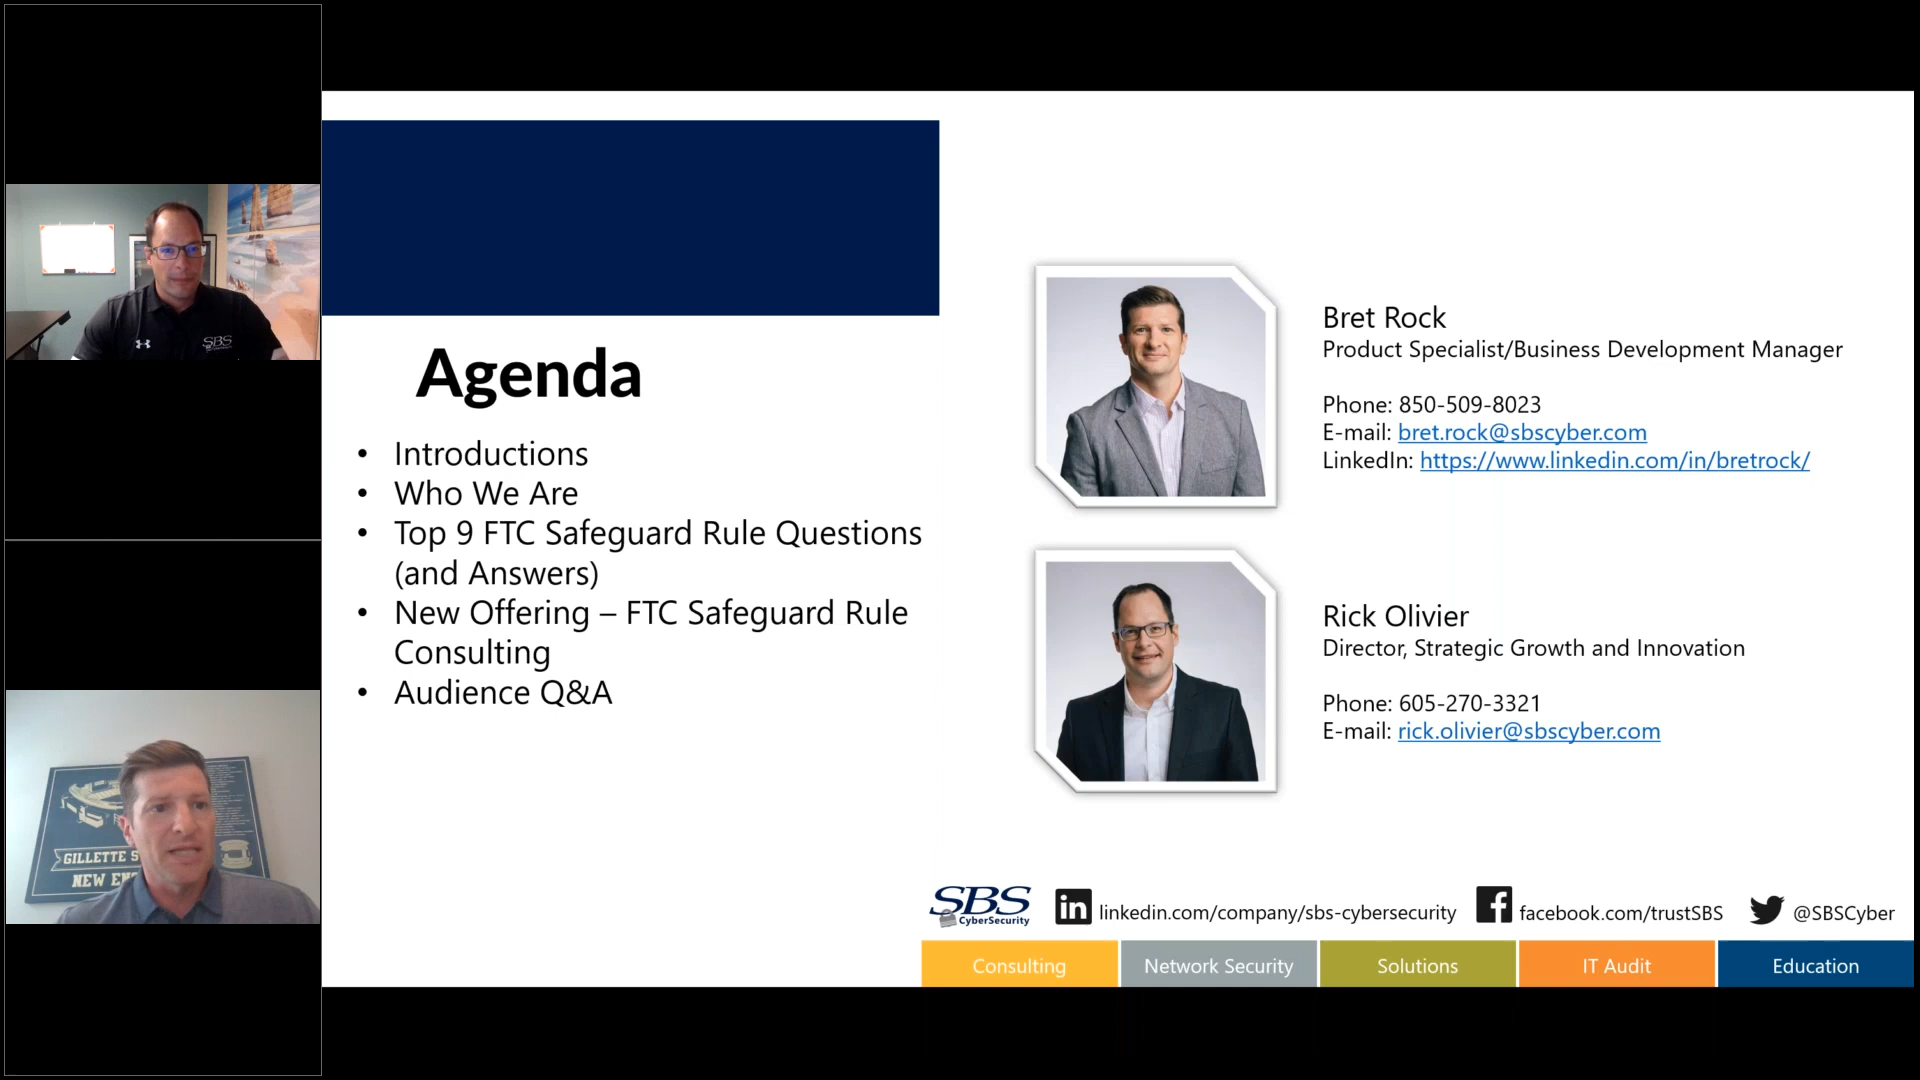 SBS
GILLETTE S
NEW EN
Agenda
• Introductions
• Who We Are
• Top 9 FTC Safeguard Rule Questions
(and Answers)
• New Offering – FTC Safeguard Rule
Consulting
• Audience Q&A
Bret Rock
Product Specialist/Business Development Manager
Phone: 850-509-8023
E-mail: bret.rock@sbscyber.com
LinkedIn: https://www.linkedin.com/in/bretrock/
Rick Olivier
Director, Strategic Growth and Innovation
Phone: 605-270-3321
E-mail: rick.olivier@sbscyber.com
SBS
CyberSecurity
in linkedin.com/company/sbs-cybersecurity
f facebook.com/trustSBS
@SBSCyber
Consulting
Network Security
Solutions
IT Audit
Education